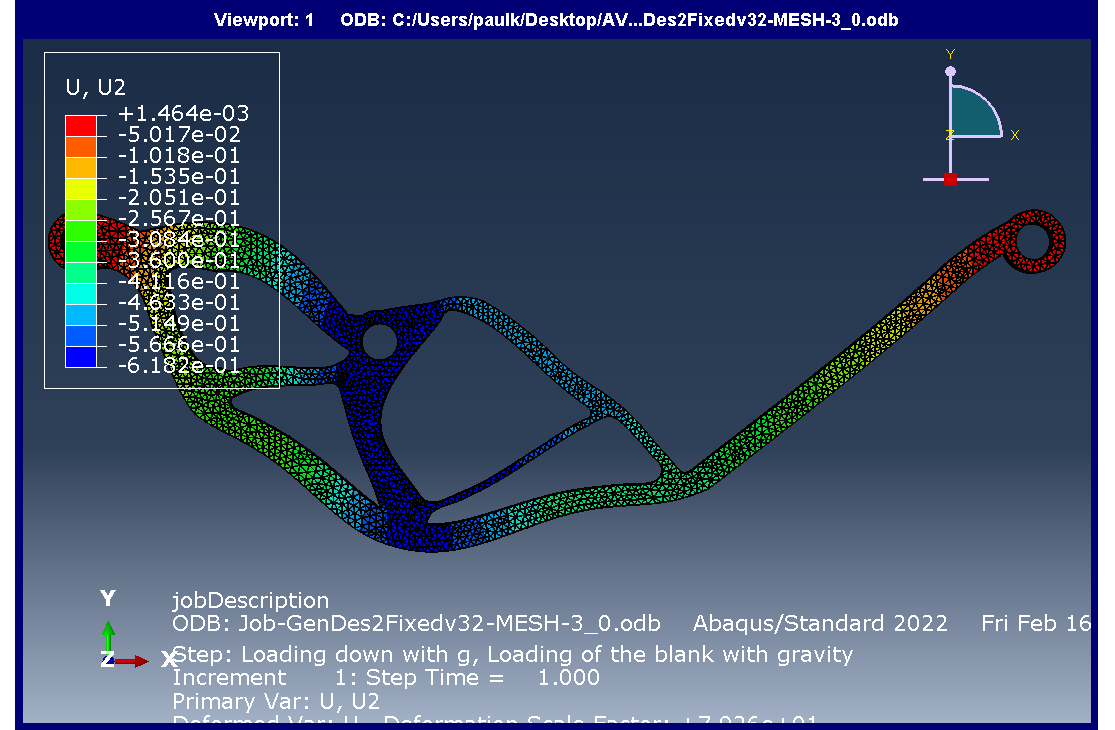 Viewport: 1 ODB: C:/Users/paulk/Desktop/AV...Des2Fixedv32-MESH-3_0.odb
U, U2
+1.464e-03
-5.017e-02
-1.018e-01
-1.535e-01
-2.051e-01
-2.567e-01
-3.084e-01
-3.600e-01
-4.116e-01
-4.633e-01
-5.149e-01
-5.666e-01
-6.182e-01
Y
Z
X
Y
Z
X
jobDescription
ODB: Job-GenDes2Fixedv32-MESH-3_0.odb Abaqus/Standard 2022 Fri Feb 16
Step: Loading down with g, Loading of the blank with gravity
Increment 1: Step Time = 1.000
Primary Var: U, U2
Deformed Var: U Deformation Scale Factor: +7.926e+01